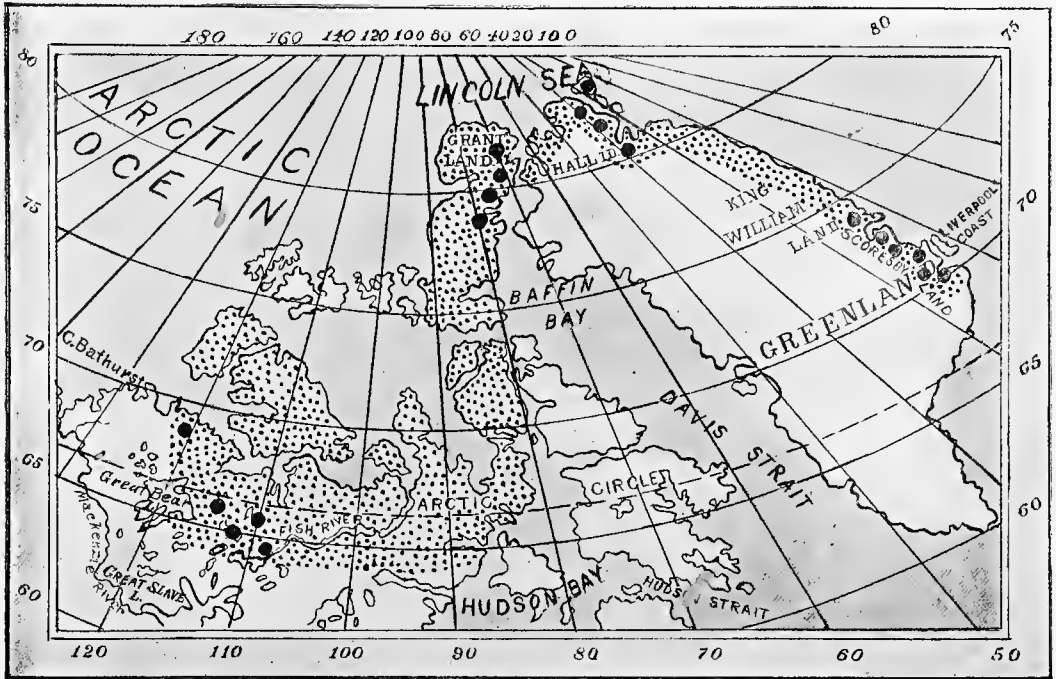 180 160 140 120 100 80 60 40 20 10 0
80
75
80
ARCTIC
OCEAN
LINCOLN SEA
GRANT
LAND
HALL LD
KING
WILLIAM
LAND
LIVERPOOL
COAST
SCORESBY
LAND
70
75
BAFFIN
BAY
GREENLAND
70
C. Bathurst
DAVIS STRAIT
65
65
Great Bear
ARCTIC
CIRCLE
FISH RIVER
Mackenzie
RIVER
GREAT SLAVE
L.
HUDSON BAY
HUDSON STRAIT
60
60
120 110 100 90 80 70 60 50